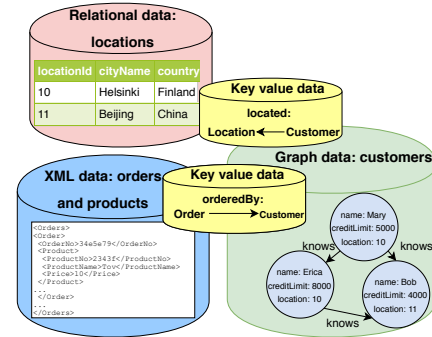 Relational data:
locations
locationId cityName country
10 Helsinki Finland
11 Beijing China
Key value data
located:
Location Customer
Graph data: customers
XML data: orders
and products
Key value data
orderedBy:
Order Customer
<Orders>
<Order>
<OrderNo>34e5e79</OrderNo>
<Product>
<ProductNo>2343f</ProductNo>
<ProductName>Toy</ProductName>
<Price>10</Price>
</Product>
...
</Order>
...
</Orders>
name: Mary
creditLimit: 5000
location: 10
knows
knows
name: Erica
creditLimit: 8000
location: 10
name: Bob
creditLimit: 4000
location: 11
knows